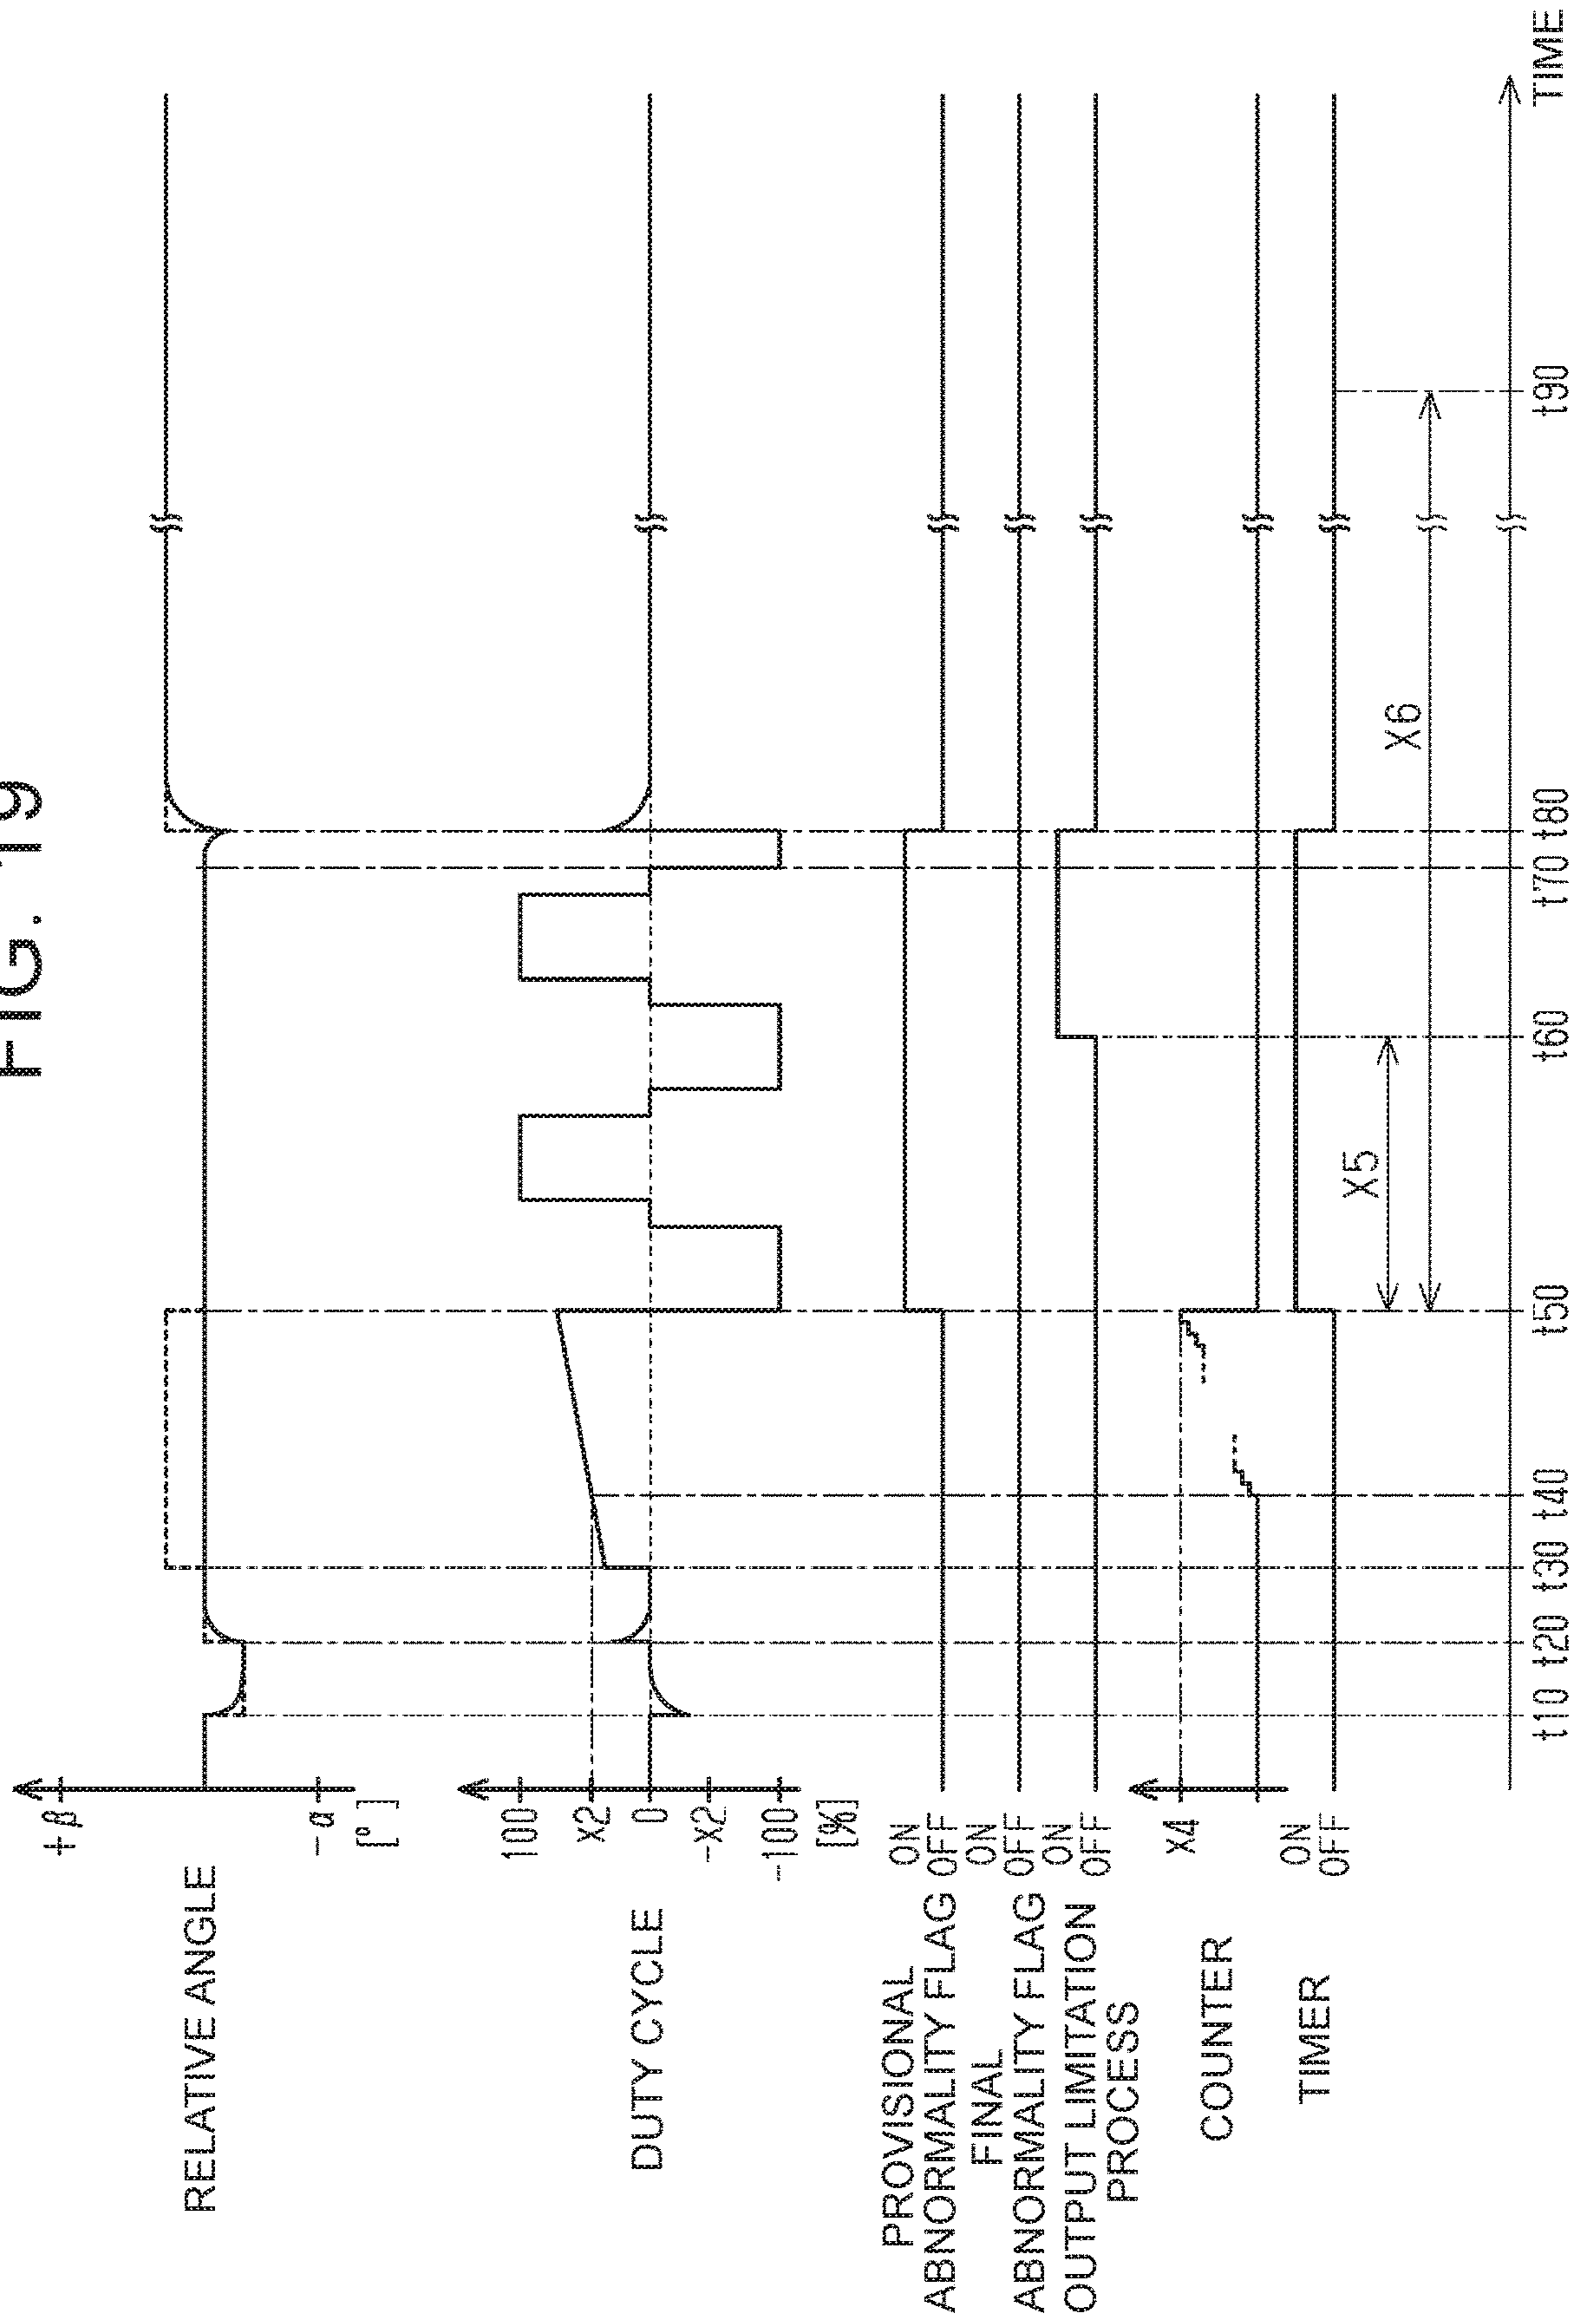 FIG. 19
RELATIVE ANGLE
+β
-α
[°]
DUTY CYCLE
100
X2
0
-X2
-100
[%]
PROVISIONAL
ABNORMALITY FLAG
ON
OFF
FINAL
ABNORMALITY FLAG
ON
OFF
OUTPUT LIMITATION
PROCESS
ON
OFF
COUNTER
X4
TIMER
ON
OFF
X5
X6
t10 t20 t30 t40 t50 t60 t70 t80 t90
TIME